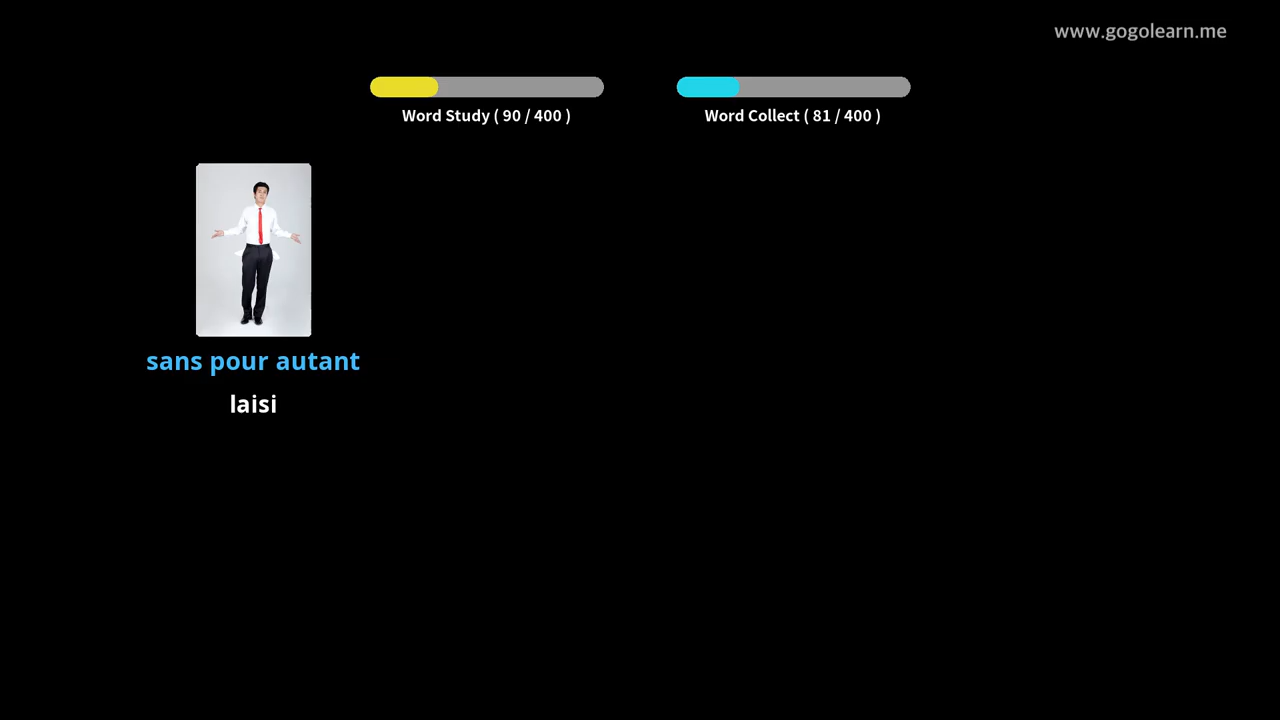 www.gogolearn.me
Word Study ( 90 / 400 )
Word Collect ( 81 / 400 )
sans pour autant
laisi